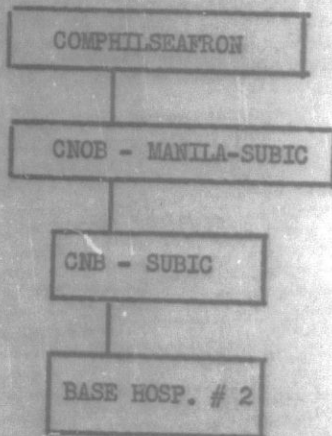 COMPHILSEAFRON
CNOB - MANILA-SUBIC
CNB - SUBIC
BASE HOSP. # 2